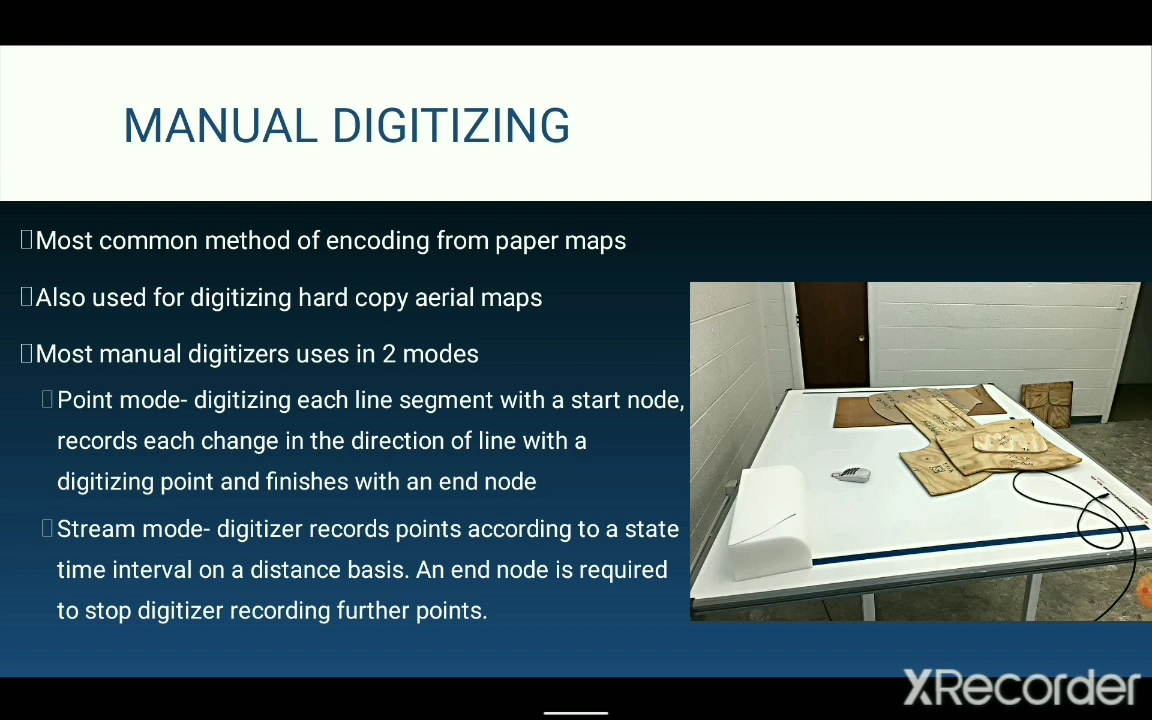 MANUAL DIGITIZING
Most common method of encoding from paper maps
Also used for digitizing hard copy aerial maps
Most manual digitizers uses in 2 modes
Point mode- digitizing each line segment with a start node,
records each change in the direction of line with a
digitizing point and finishes with an end node
Stream mode- digitizer records points according to a state
time interval on a distance basis. An end node is required
to stop digitizer recording further points.
XRecorder